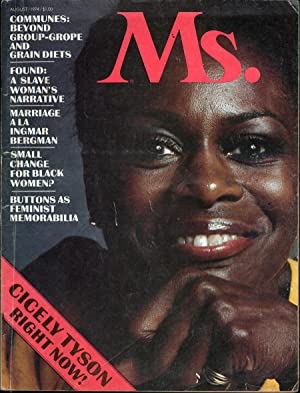 AUGUST/1974/$1.00
COMMUNES:
BEYOND
GROUP-GROPE
AND
GRAIN DIETS
FOUND:
A SLAVE
WOMAN'S
NARRATIVE
MARRIAGE
A LA
INGMAR
BERGMAN
SMALL
CHANGE
FOR BLACK
WOMEN?
BUTTONS AS
FEMINIST
MEMORABILIA
Ms.
CICELY TYSON
RIGHT NOW!